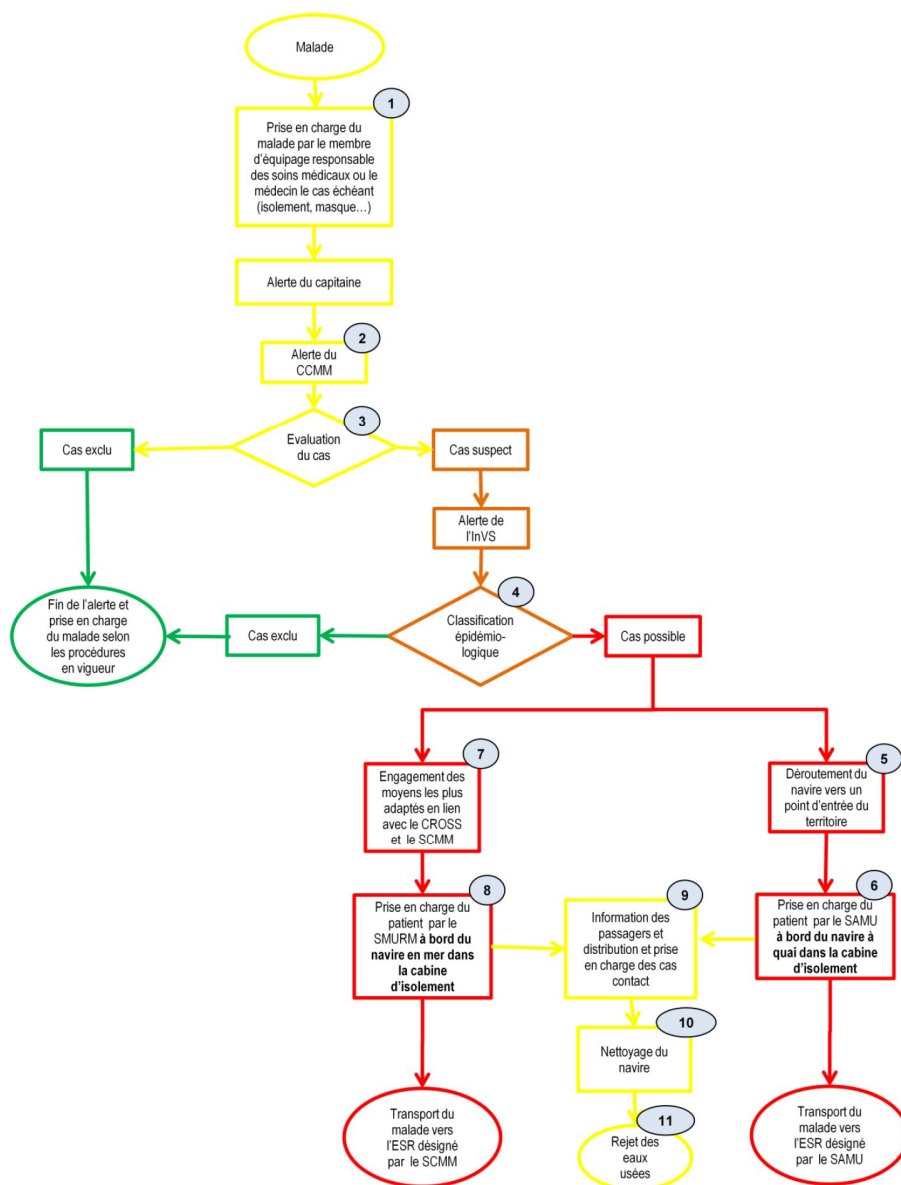 Malade
1
Prise en charge du
malade par le membre
d'équipage responsable
des soins médicaux ou le
médecin le cas échéant
(isolement, masque…)
Alerte du capitaine
2
Alerte du
CCMM
3
Evaluation
du cas
Cas exclu
Cas suspect
Alerte de
l'InVS
4
Classification
épidémio-
logique
Cas exclu
Fin de l'alerte et
prise en charge
du malade selon
les procédures
en vigueur
Cas possible
7
Engagement des
moyens les plus
adaptés en lien
avec le CROSS
et le SCMM
5
Déroutement du
navire vers un
point d'entrée du
territoire
8
Prise en charge du
patient par le
SMURM à bord du
navire en mer dans
la cabine
d'isolement
9
Information des
passagers et
distribution et prise
en charge des cas
contact
6
Prise en charge du
patient par le SAMU
à bord du navire à
quai dans la cabine
d'isolement
10
Nettoyage du
navire
11
Rejet des
eaux
usées
Transport du
malade vers
l'ESR désigné
par le SCMM
Transport du
malade vers
l'ESR désigné
par le SAMU